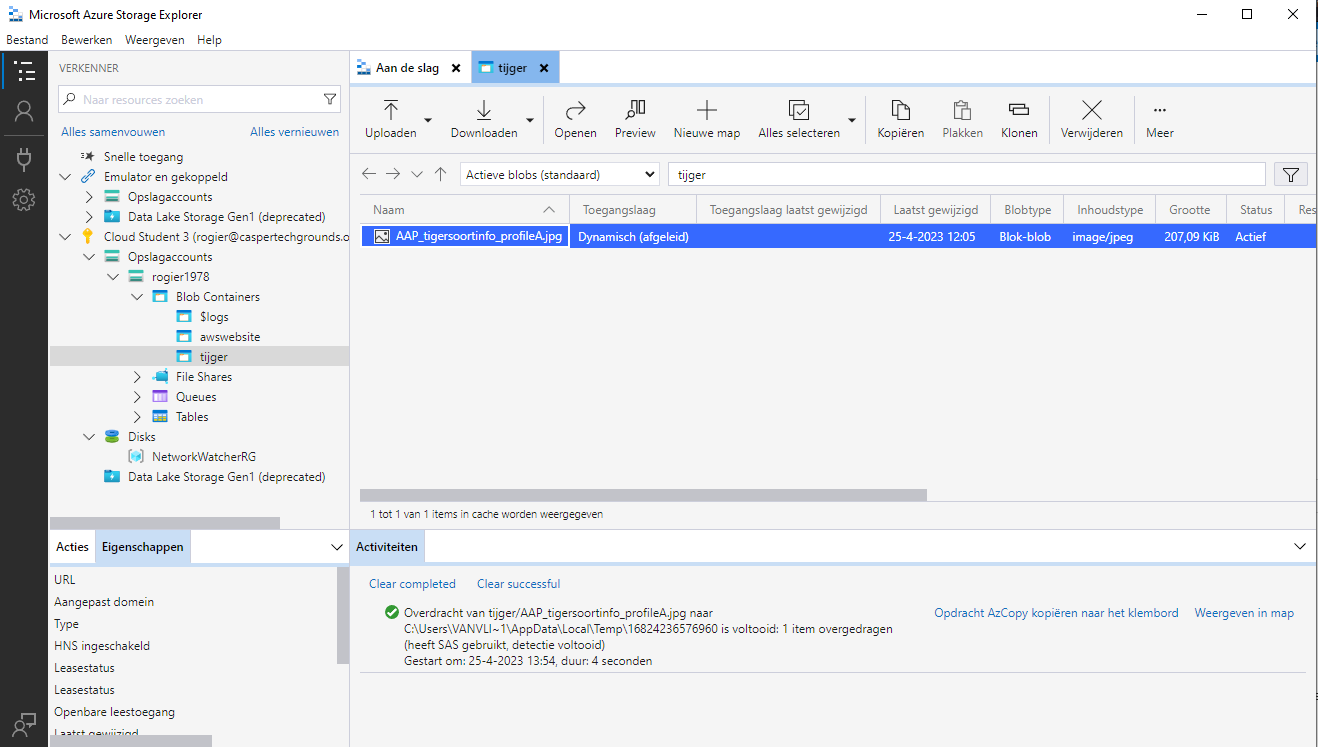 Microsoft Azure Storage Explorer
Bestand Bewerken Weergeven Help
VERKENNER
Naar resources zoeken
Alles samenvouwen Alles vernieuwen
Snelle toegang
Emulator en gekoppeld
Opslagaccounts
Data Lake Storage Gen1 (deprecated)
Cloud Student 3 (rogier@caspertechgrounds.o
Opslagaccounts
rogier1978
Blob Containers
$logs
awswebsite
tijger
File Shares
Queues
Tables
Disks
NetworkWatcherRG
Data Lake Storage Gen1 (deprecated)
Acties Eigenschappen
URL
Aangepast domein
Type
HNS ingeschakeld
Leasestatus
Leasestatus
Openbare leestoegang
Laatst gewijzigd
Aan de slag tijger
Uploaden Downloaden Openen Preview Nieuwe map Alles selecteren Kopiëren Plakken Klonen Verwijderen Meer
Actieve blobs (standaard) tijger
Naam Toegangslaag Toegangslaag laatst gewijzigd Laatst gewijzigd Blobtype Inhoudstype Grootte Status Res
AAP_tigersoortinfo_profileA.jpg Dynamisch (afgeleid) 25-4-2023 12:05 Blok-blob image/jpeg 207,09 KiB Actief
1 tot 1 van 1 items in cache worden weergegeven
Activiteiten
Clear completed Clear successful
Overdracht van tijger/AAP_tigersoortinfo_profileA.jpg naar Opdracht AzCopy kopiëren naar het klembord Weergeven in map
C:\Users\VANVLI~1\AppData\Local\Temp\16824236576960 is voltooid: 1 item overgedragen
(heeft SAS gebruikt, detectie voltooid)
Gestart om: 25-4-2023 13:54, duur: 4 seconden